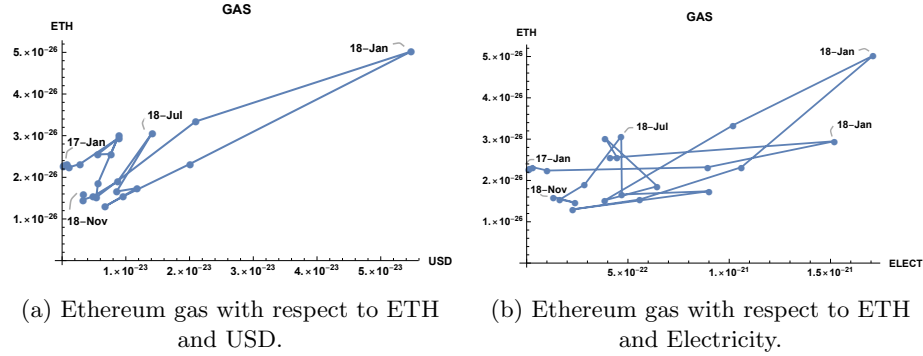 GAS
ETH
5.×10⁻²⁶
4.×10⁻²⁶
3.×10⁻²⁶
2.×10⁻²⁶
1.×10⁻²⁶
18–Jan
18–Jul
17–Jan
18–Nov
1.×10⁻²³
2.×10⁻²³
3.×10⁻²³
4.×10⁻²³
5.×10⁻²³
USD
(a) Ethereum gas with respect to ETH
and USD.
GAS
ETH
5.×10⁻²⁶
4.×10⁻²⁶
3.×10⁻²⁶
2.×10⁻²⁶
1.×10⁻²⁶
18–Jan
18–Jul
18–Jan
17–Jan
18–Nov
5.×10⁻²²
1.×10⁻²¹
1.5×10⁻²¹
ELECT
(b) Ethereum gas with respect to ETH
and Electricity.